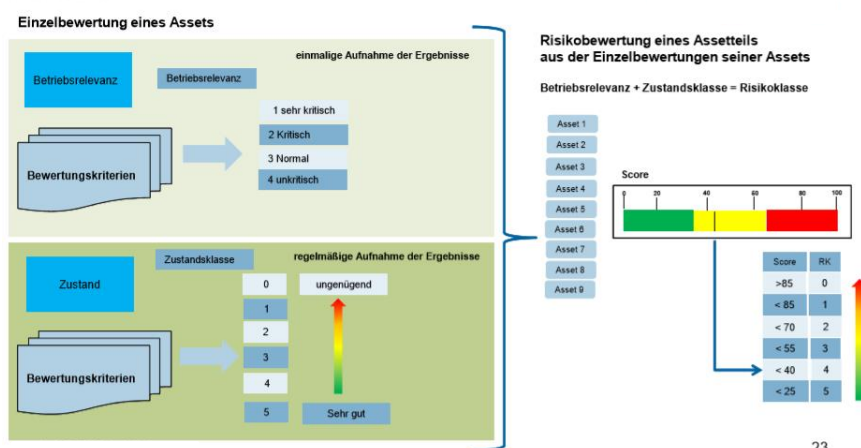 Einzelbewertung eines Assets
einmalige Aufnahme der Ergebnisse
Betriebsrelevanz
Betriebsrelevanz
1 sehr kritisch
2 Kritisch
3 Normal
4 unkritisch
Bewertungskriterien
regelmäßige Aufnahme der Ergebnisse
Zustand
Zustandsklasse
0
ungenügend
1
2
3
4
5
Sehr gut
Bewertungskriterien
Risikobewertung eines Assetteils
aus der Einzelbewertungen seiner Assets
Betriebsrelevanz + Zustandsklasse = Risikoklasse
Asset 1
Asset 2
Asset 3
Asset 4
Asset 5
Asset 6
Asset 7
Asset 8
Asset 9
Score
0 20 40 60 80 100
Score RK
>85 0
< 85 1
< 70 2
< 55 3
< 40 4
< 25 5
23